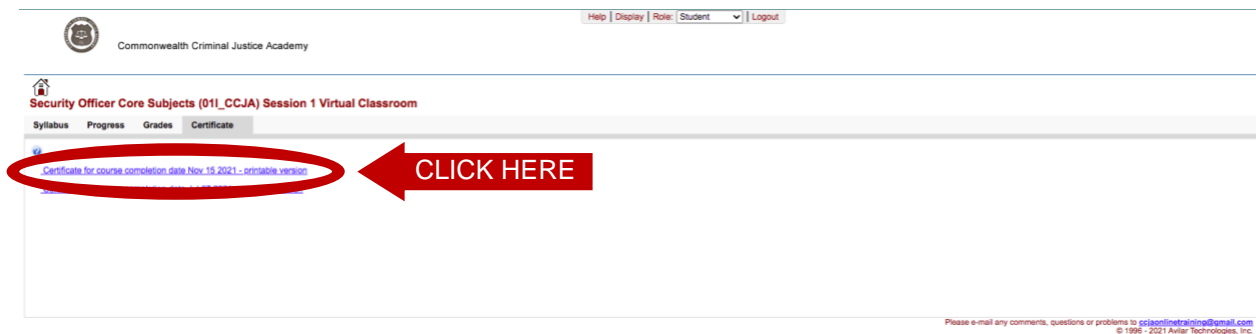 Help | Display | Role: Student | Logout
Commonwealth Criminal Justice Academy
Security Officer Core Subjects (01I_CCJA) Session 1 Virtual Classroom
Syllabus Progress Grades Certificate
Certificate for course completion date Nov 15 2021 - printable version
CLICK HERE
Please e-mail any comments, questions or problems to ccjaonlinetraining@gmail.com
© 1996 - 2021 Avilar Technologies, Inc.